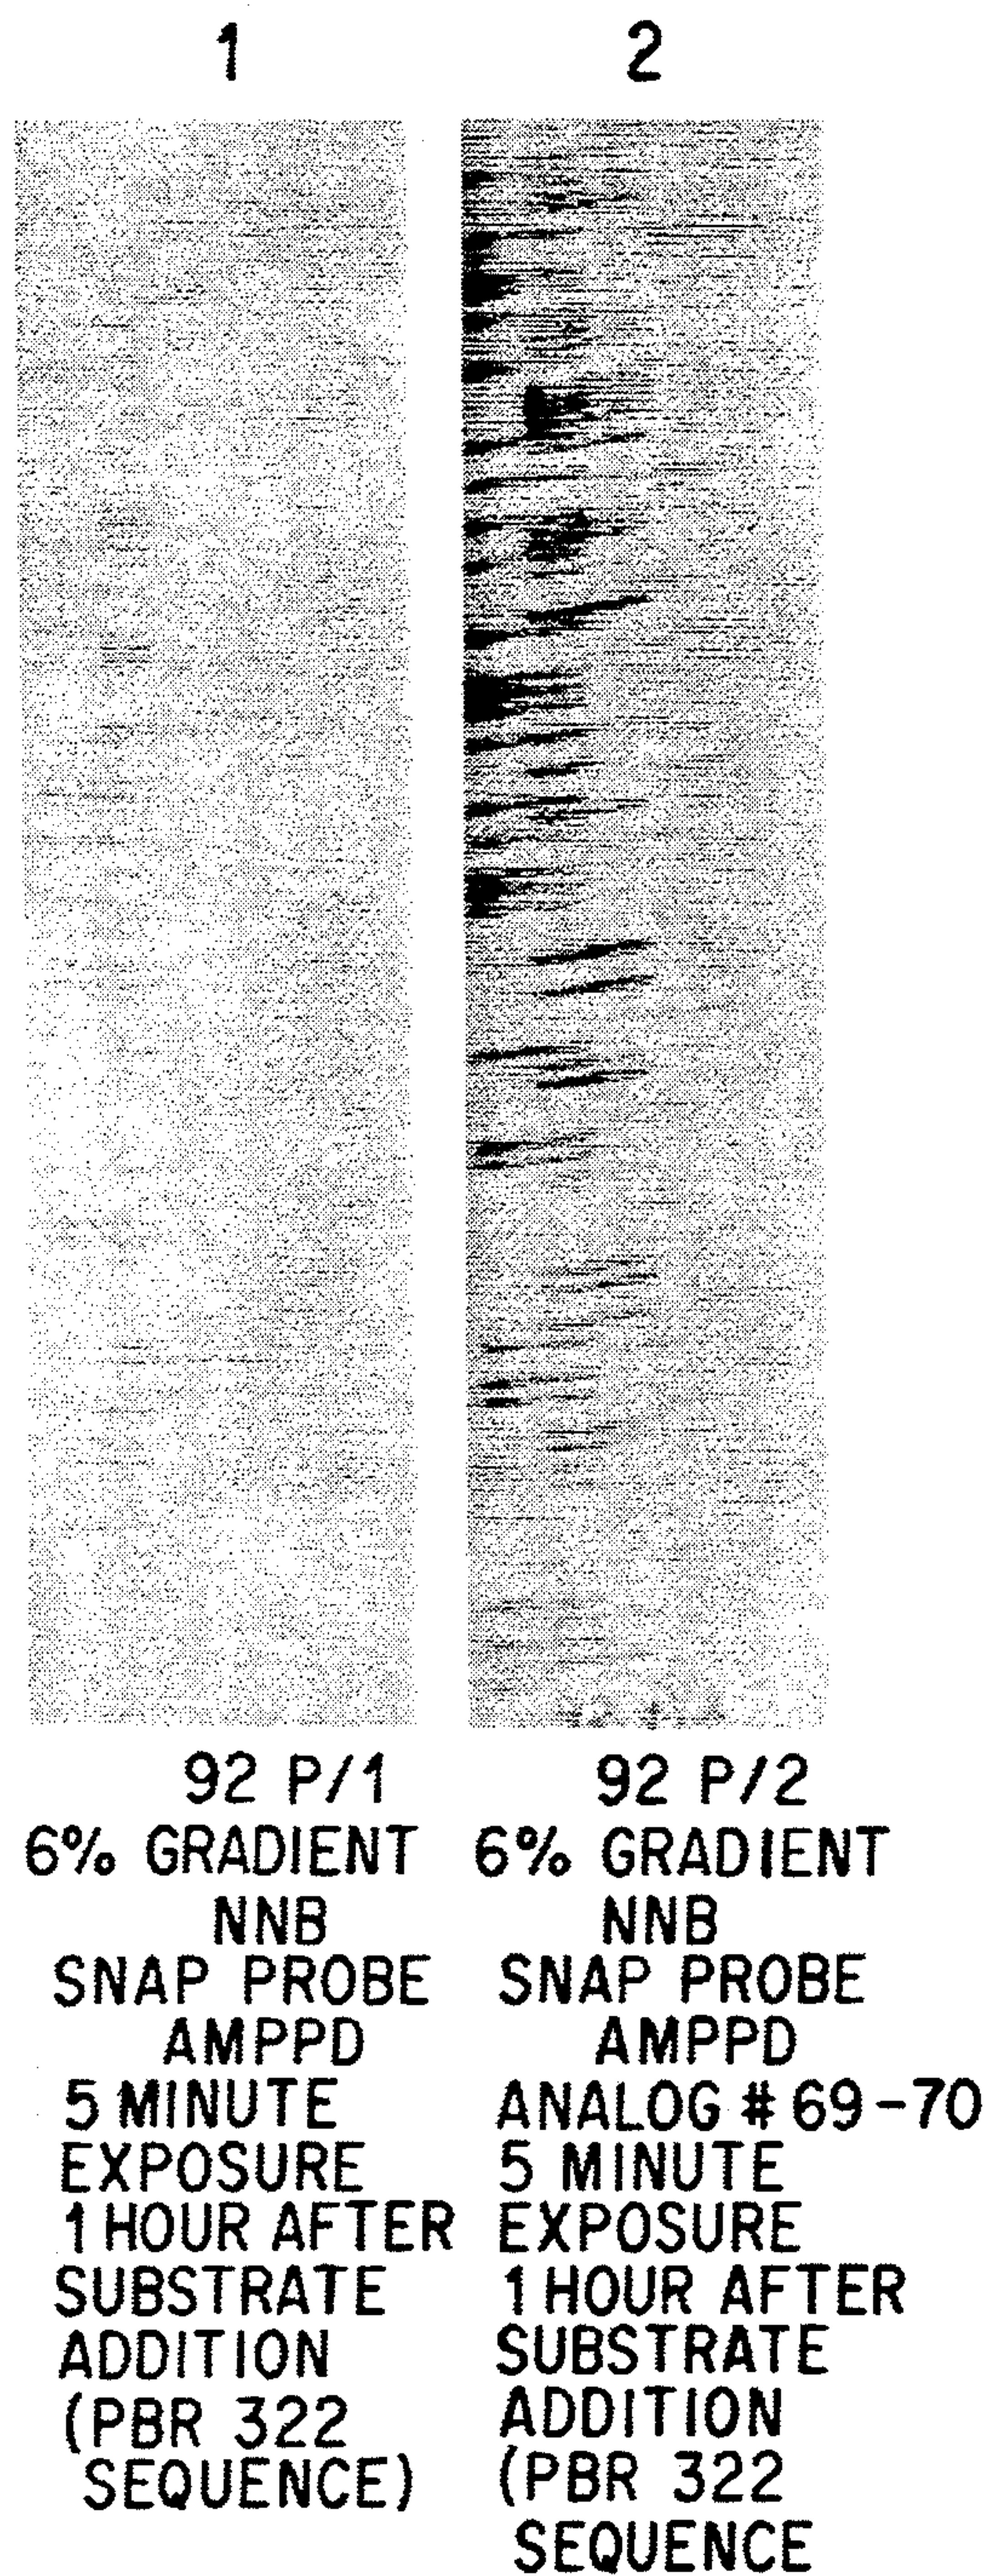 1
2
92 P/1
6% GRADIENT
NNB
SNAP PROBE
AMPPD
5 MINUTE
EXPOSURE
1 HOUR AFTER
SUBSTRATE
ADDITION
(PBR 322
SEQUENCE)
92 P/2
6% GRADIENT
NNB
SNAP PROBE
AMPPD
ANALOG # 69-70
5 MINUTE
EXPOSURE
1 HOUR AFTER
SUBSTRATE
ADDITION
(PBR 322
SEQUENCE